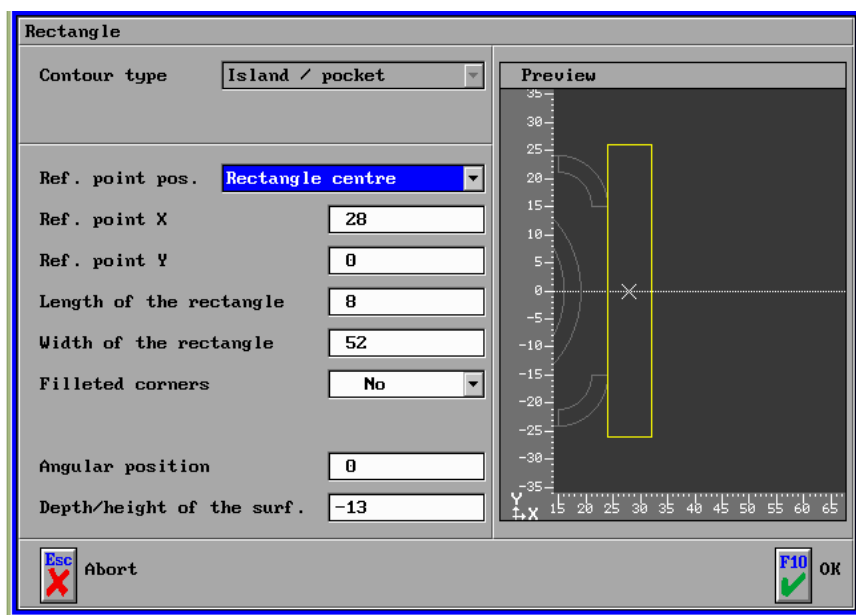 Rectangle
Contour type Island / pocket
Ref. point pos. Rectangle centre
Ref. point X 28
Ref. point Y 0
Length of the rectangle 8
Width of the rectangle 52
Filleted corners No
Angular position 0
Depth/height of the surf. -13
Preview
35
30
25
20
15
10
5
0
-5
-10
-15
-20
-25
-30
-35
Y
X 15 20 25 30 35 40 45 50 55 60 65
Esc Abort
F10 OK